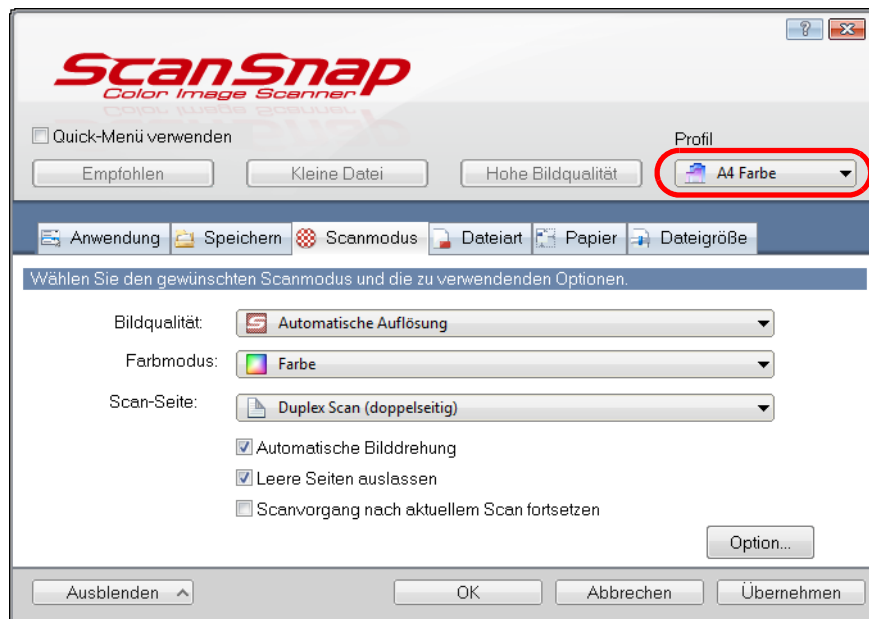 ScanSnap
Color Image Scanner
Quick-Menü verwenden
Profil
Empfohlen Kleine Datei Hohe Bildqualität A4 Farbe
Anwendung Speichern Scanmodus Dateiart Papier Dateigröße
Wählen Sie den gewünschten Scanmodus und die zu verwendenden Optionen.
Bildqualität: Automatische Auflösung
Farbmodus: Farbe
Scan-Seite: Duplex Scan (doppelseitig)
Automatische Bilddrehung
Leere Seiten auslassen
Scanvorgang nach aktuellem Scan fortsetzen
Option...
Ausblenden OK Abbrechen Übernehmen